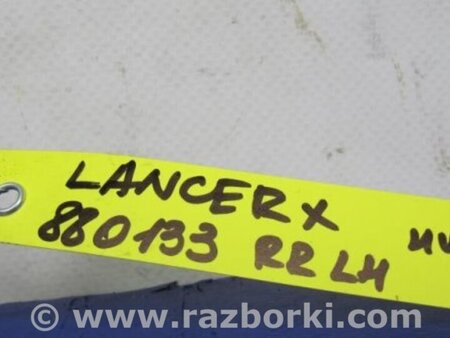 LANCER X
880133 RR LH
www.razborki.com